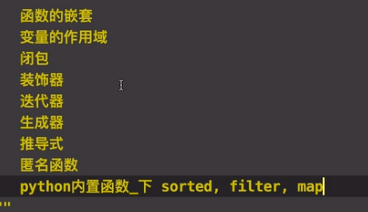 函数的嵌套
变量的作用域
闭包
装饰器
迭代器
生成器
推导式
匿名函数
python内置函数_下 sorted, filter, map
""